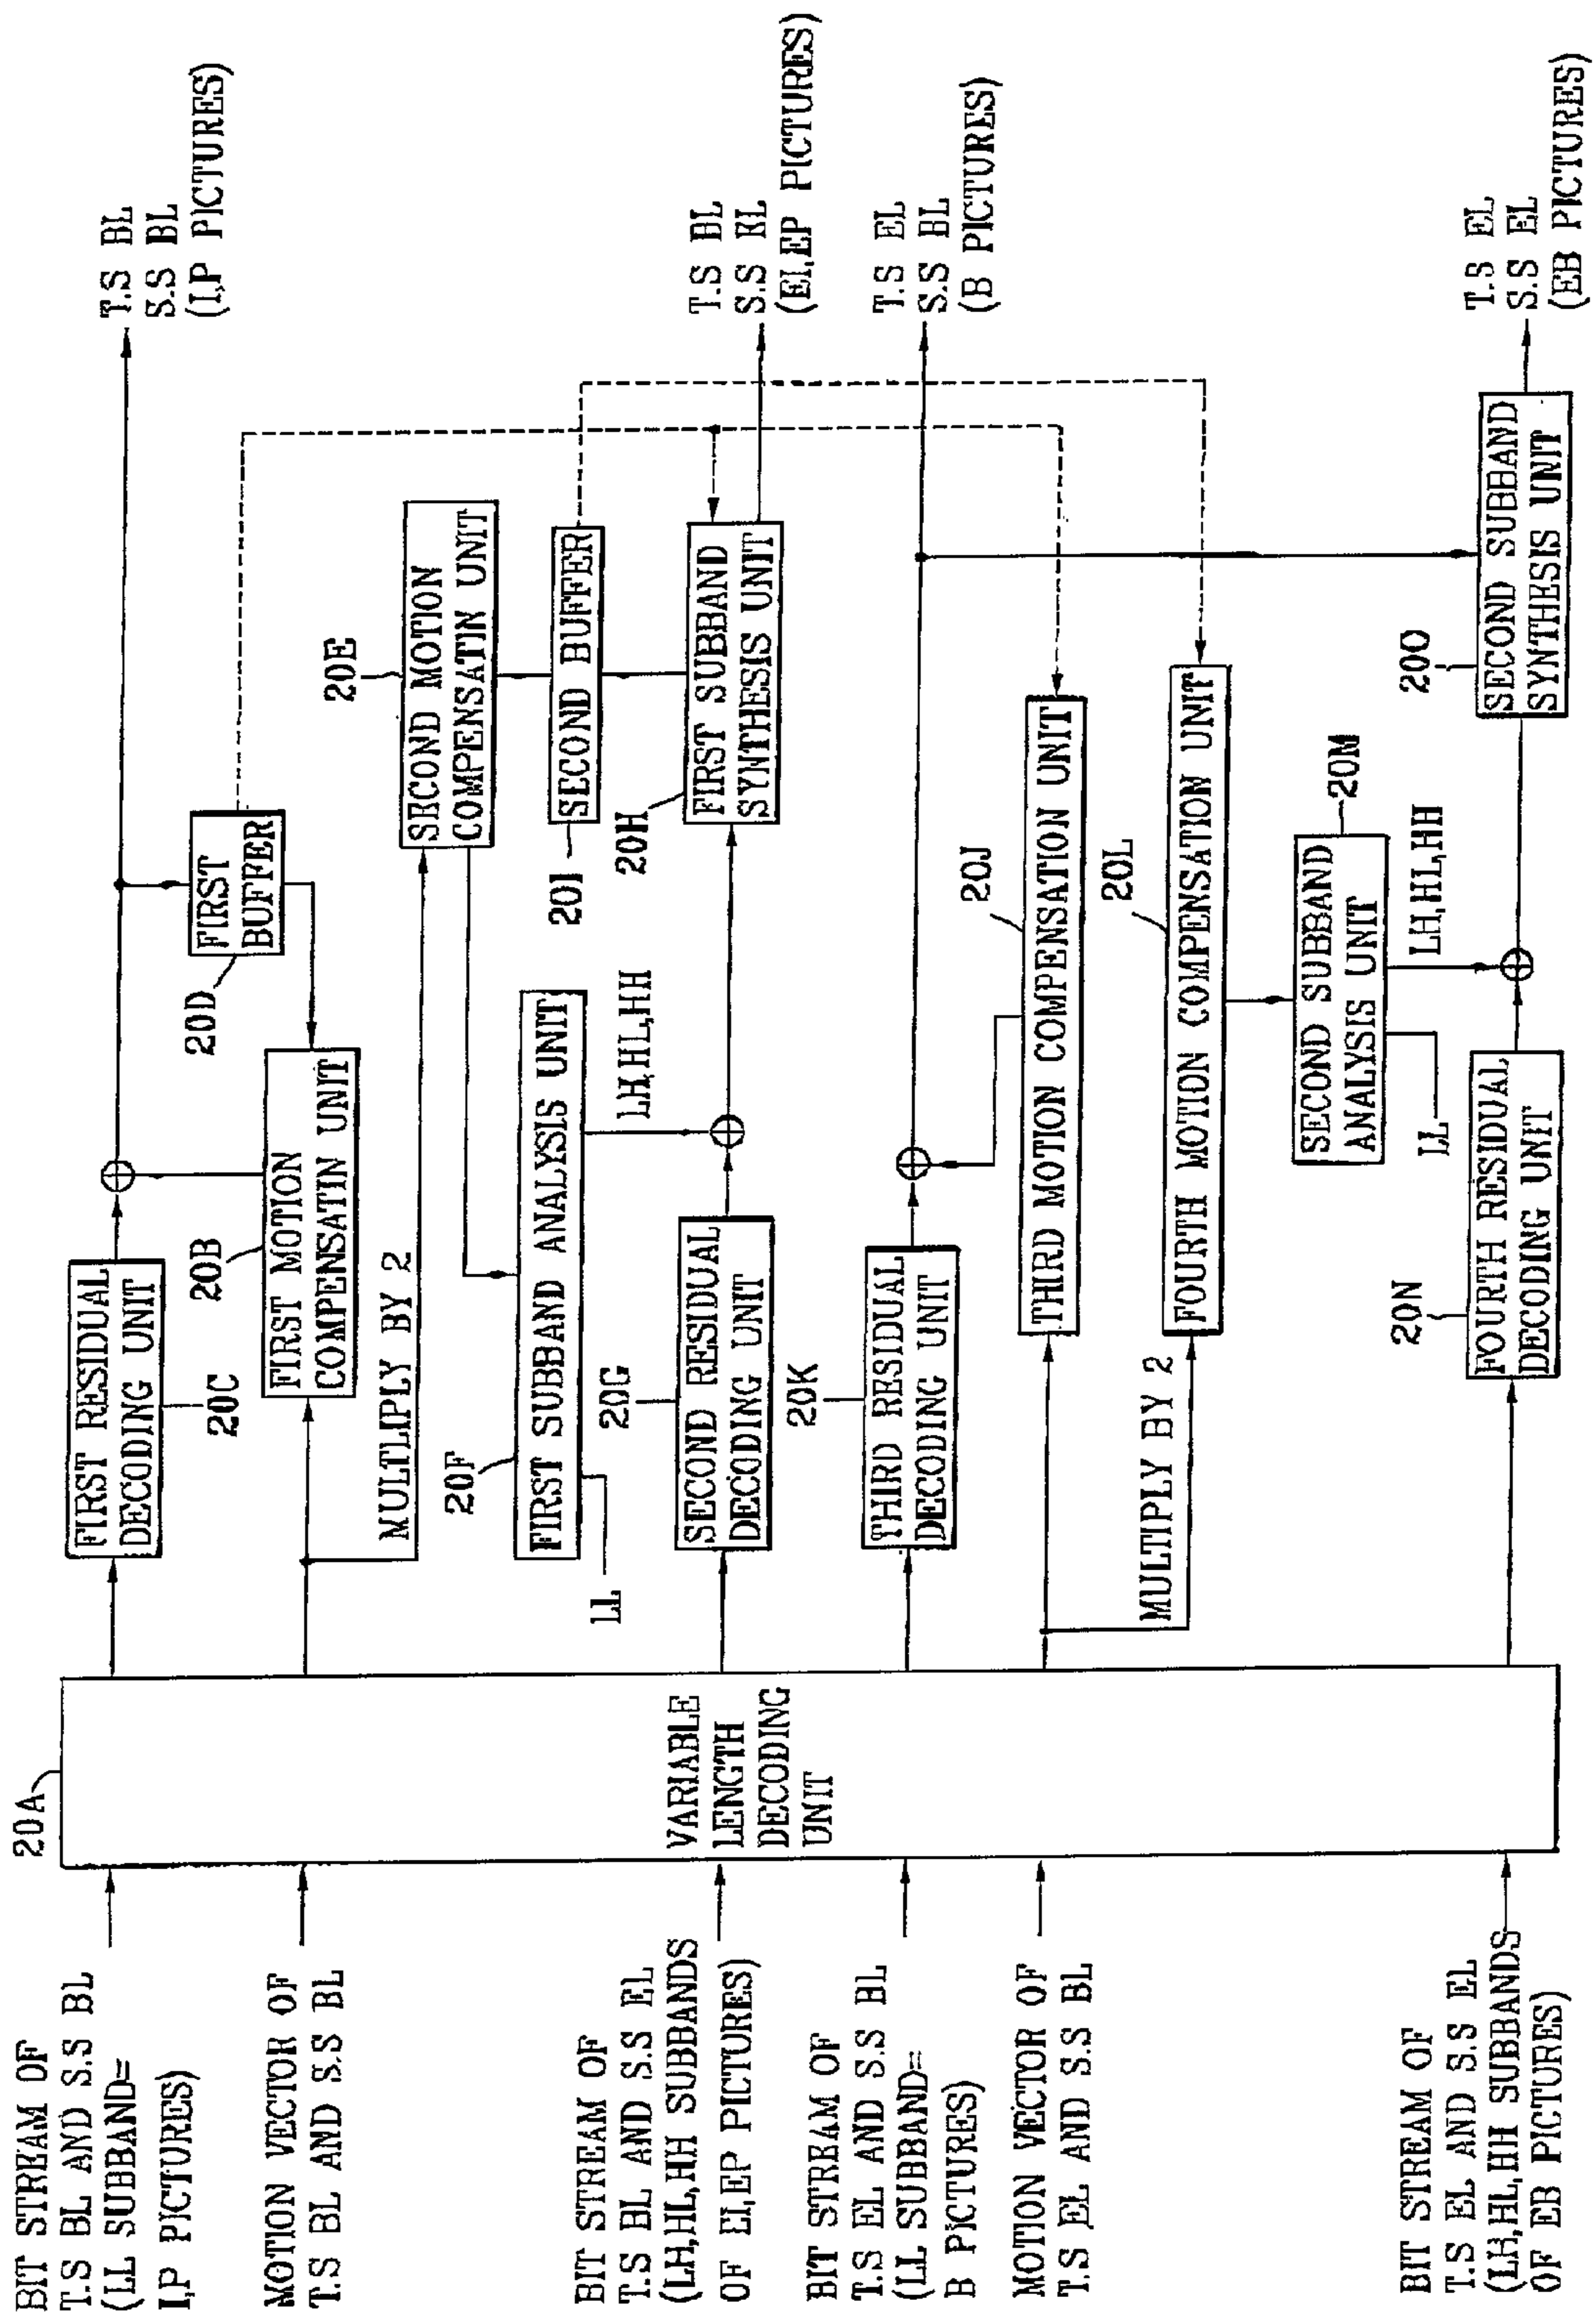 BIT STREAM OF
T.S BL AND S.S BL
(LL SUBBAND=
I,P PICTURES)
MOTION VECTOR OF
T.S BL AND S.S BL
BIT STREAM OF
T.S BL AND S.S EL
(LH,HL,HH SUBBANDS
OF EI,EP PICTURES)
BIT STREAM OF
T.S EL AND S.S BL
(LL SUBBAND=
B PICTURES)
MOTION VECTOR OF
T.S EL AND S.S BL
BIT STREAM OF
T.S EL AND S.S EL
(LH,HL,HH SUBBANDS
OF EB PICTURES)
20A
VARIABLE
LENGTH
DECODING
UNIT
FIRST RESIDUAL
DECODING UNIT
20C
20B
FIRST MOTION
COMPENSATIN UNIT
20D
FIRST
BUFFER
MULTLIPLY BY 2
20E
SECOND MOTION
COMPENSATIN UNIT
20F
FIRST SUBBAND ANALYSIS UNIT
LL
LH,HL,HH
20I
SECOND BUFFER
20H
FIRST SUBBAND
SYNTHESIS UNIT
20G
SECOND RESIDUAL
DECODING UNIT
20K
THIRD RESIDUAL
DECODING UNIT
20J
THIRD MOTION COMPENSATION UNIT
MULTIPLY BY 2
20L
FOURTH MOTION COMPENSATION UNIT
20M
SECOND SUBBAND
ANALYSIS UNIT
LL
LH,HL,HH
20N
FOURTH RESIDUAL
DECODING UNIT
20O
SECOND SUBBAND
SYNTHESIS UNIT
T.S BL
S.S BL
(I,P PICTURES)
T.S BL
S.S EL
(EI,EP PICTURES)
T.S EL
S.S BL
(B PICTURES)
T.S EL
S.S EL
(EB PICTURES)